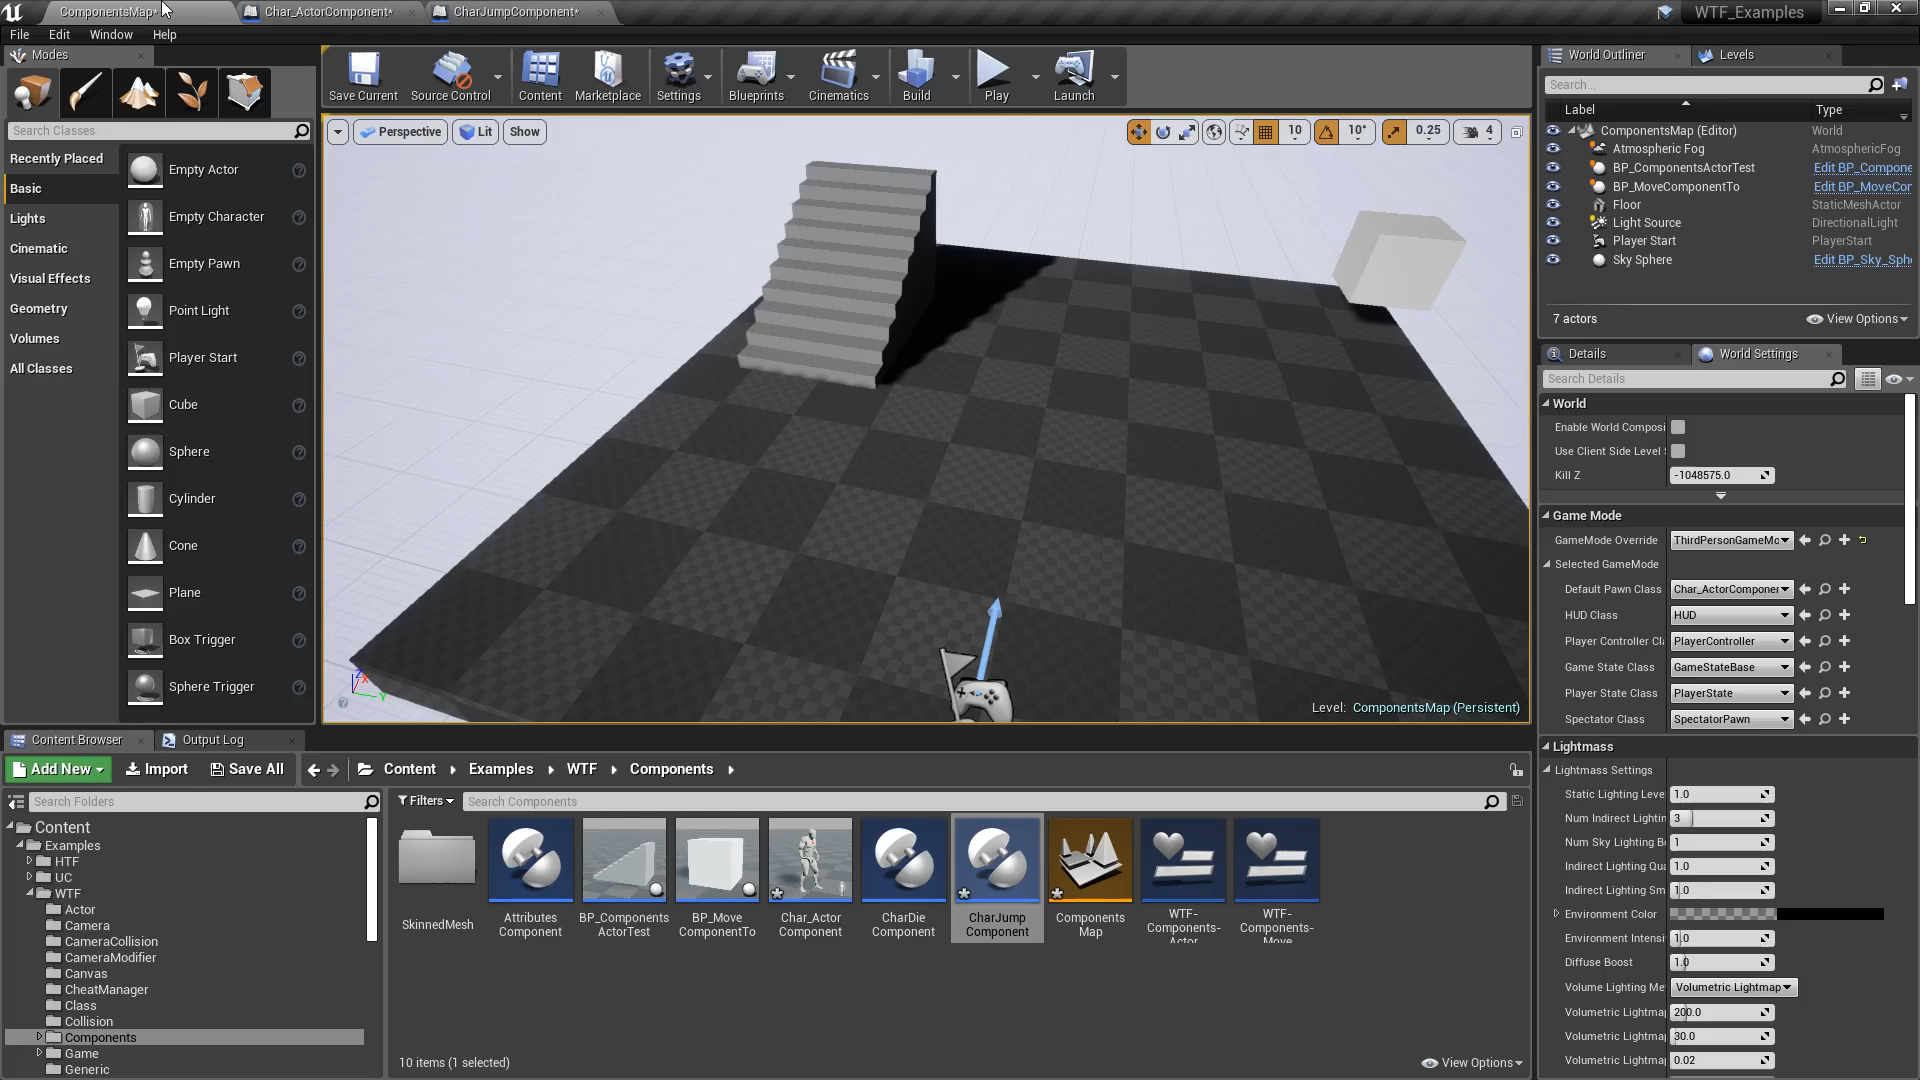 ComponentsMap*
Char_ActorComponent*
CharJumpComponent*
WTF_Examples
File
Edit
Window
Help
Modes
Save Current
Source Control
Content
Marketplace
Settings
Blueprints
Cinematics
Build
Play
Launch
World Outliner
Levels
Search...
Label
Type
ComponentsMap (Editor)
World
Atmospheric Fog
AtmosphericFog
BP_ComponentsActorTest
Edit BP_Compone
BP_MoveComponentTo
Edit BP_MoveCor
Floor
StaticMeshActor
Light Source
DirectionalLight
Player Start
PlayerStart
Sky Sphere
Edit BP_Sky_Sph
7 actors
View Options
Search Classes
Recently Placed
Basic
Lights
Cinematic
Visual Effects
Geometry
Volumes
All Classes
Empty Actor
Empty Character
Empty Pawn
Point Light
Player Start
Cube
Sphere
Cylinder
Cone
Plane
Box Trigger
Sphere Trigger
Perspective
Lit
Show
10
10°
0.25
4
Z
X
Y
Level: ComponentsMap (Persistent)
Details
World Settings
Search Details
World
Enable World Composi
Use Client Side Level
Kill Z
-1048575.0
Game Mode
GameMode Override
ThirdPersonGameMo
Selected GameMode
Default Pawn Class
Char_ActorComponer
HUD Class
HUD
Player Controller Cl
PlayerController
Game State Class
GameStateBase
Player State Class
PlayerState
Spectator Class
SpectatorPawn
Lightmass
Lightmass Settings
Static Lighting Leve
1.0
Num Indirect Lightin
3
Num Sky Lighting B
1
Indirect Lighting Qua
1.0
Indirect Lighting Sm
1.0
Environment Color
Environment Intensi
1.0
Diffuse Boost
1.0
Volume Lighting Me
Volumetric Lightmap
Volumetric Lightma
200.0
Volumetric Lightma
30.0
Volumetric Lightma
0.02
Content Browser
Output Log
Add New
Import
Save All
Content
Examples
WTF
Components
Search Folders
Filters
Search Components
Content
Examples
HTF
UC
WTF
Actor
Camera
CameraCollision
CameraModifier
Canvas
CheatManager
Class
Collision
Components
Game
Generic
SkinnedMesh
Attributes
Component
BP_Components
ActorTest
BP_Move
ComponentTo
Char_Actor
Component
CharDie
Component
CharJump
Component
Components
Map
WTF-
Components-
Actor
WTF-
Components-
Move
10 items (1 selected)
View Options